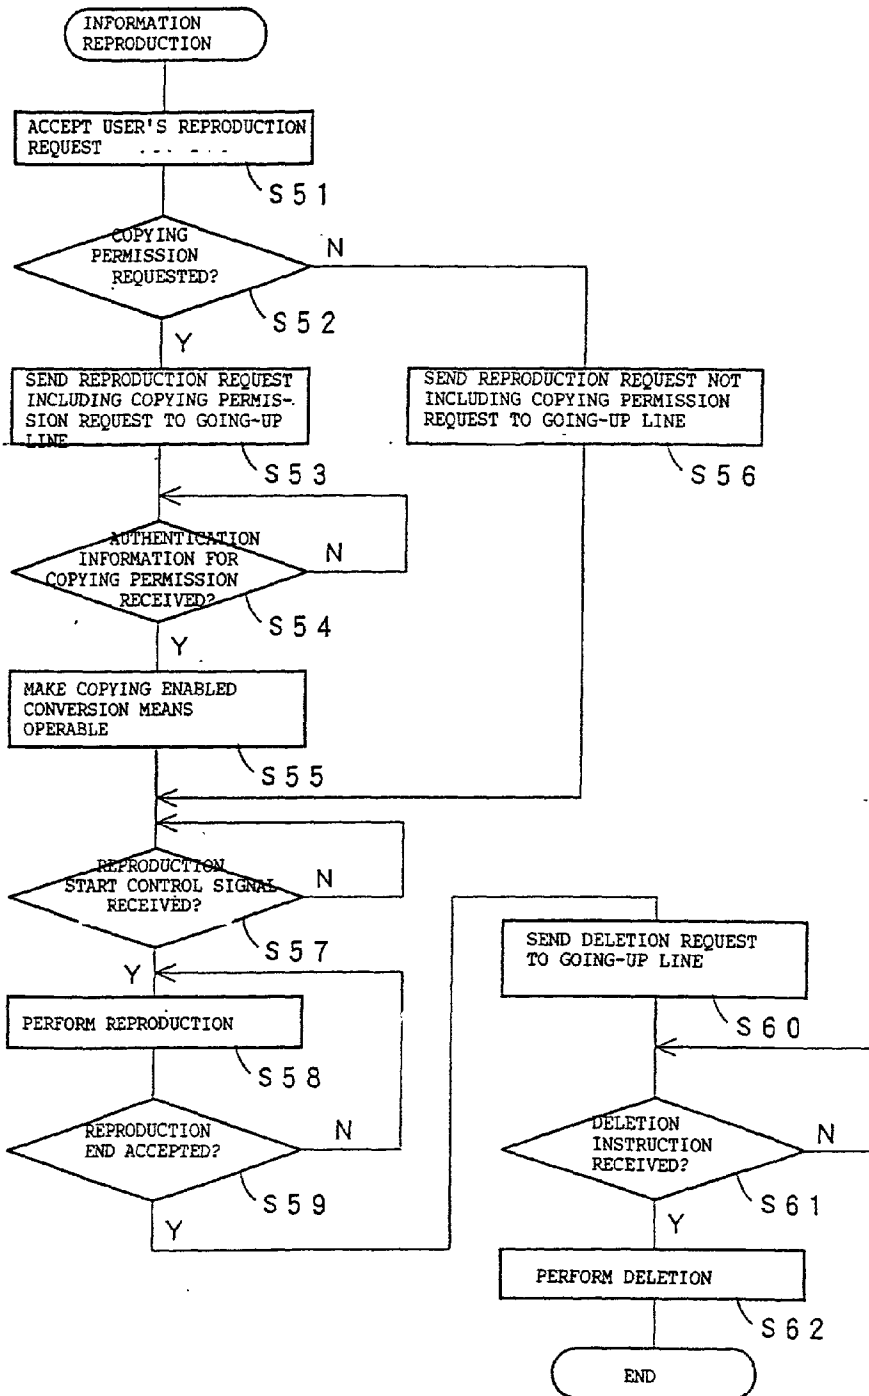 INFORMATION
REPRODUCTION
ACCEPT USER'S REPRODUCTION
REQUEST
S51
COPYING
PERMISSION
REQUESTED?
N
S52
Y
SEND REPRODUCTION REQUEST
INCLUDING COPYING PERMIS-
SION REQUEST TO GOING-UP
LINE
S53
SEND REPRODUCTION REQUEST NOT
INCLUDING COPYING PERMISSION
REQUEST TO GOING-UP LINE
S56
AUTHENTICATION
INFORMATION FOR
COPYING PERMISSION
RECEIVED?
N
S54
Y
MAKE COPYING ENABLED
CONVERSION MEANS
OPERABLE
S55
REPRODUCTION
START CONTROL SIGNAL
RECEIVED?
N
S57
Y
PERFORM REPRODUCTION
S58
REPRODUCTION
END ACCEPTED?
N
S59
Y
SEND DELETION REQUEST
TO GOING-UP LINE
S60
DELETION
INSTRUCTION
RECEIVED?
N
S61
Y
PERFORM DELETION
S62
END